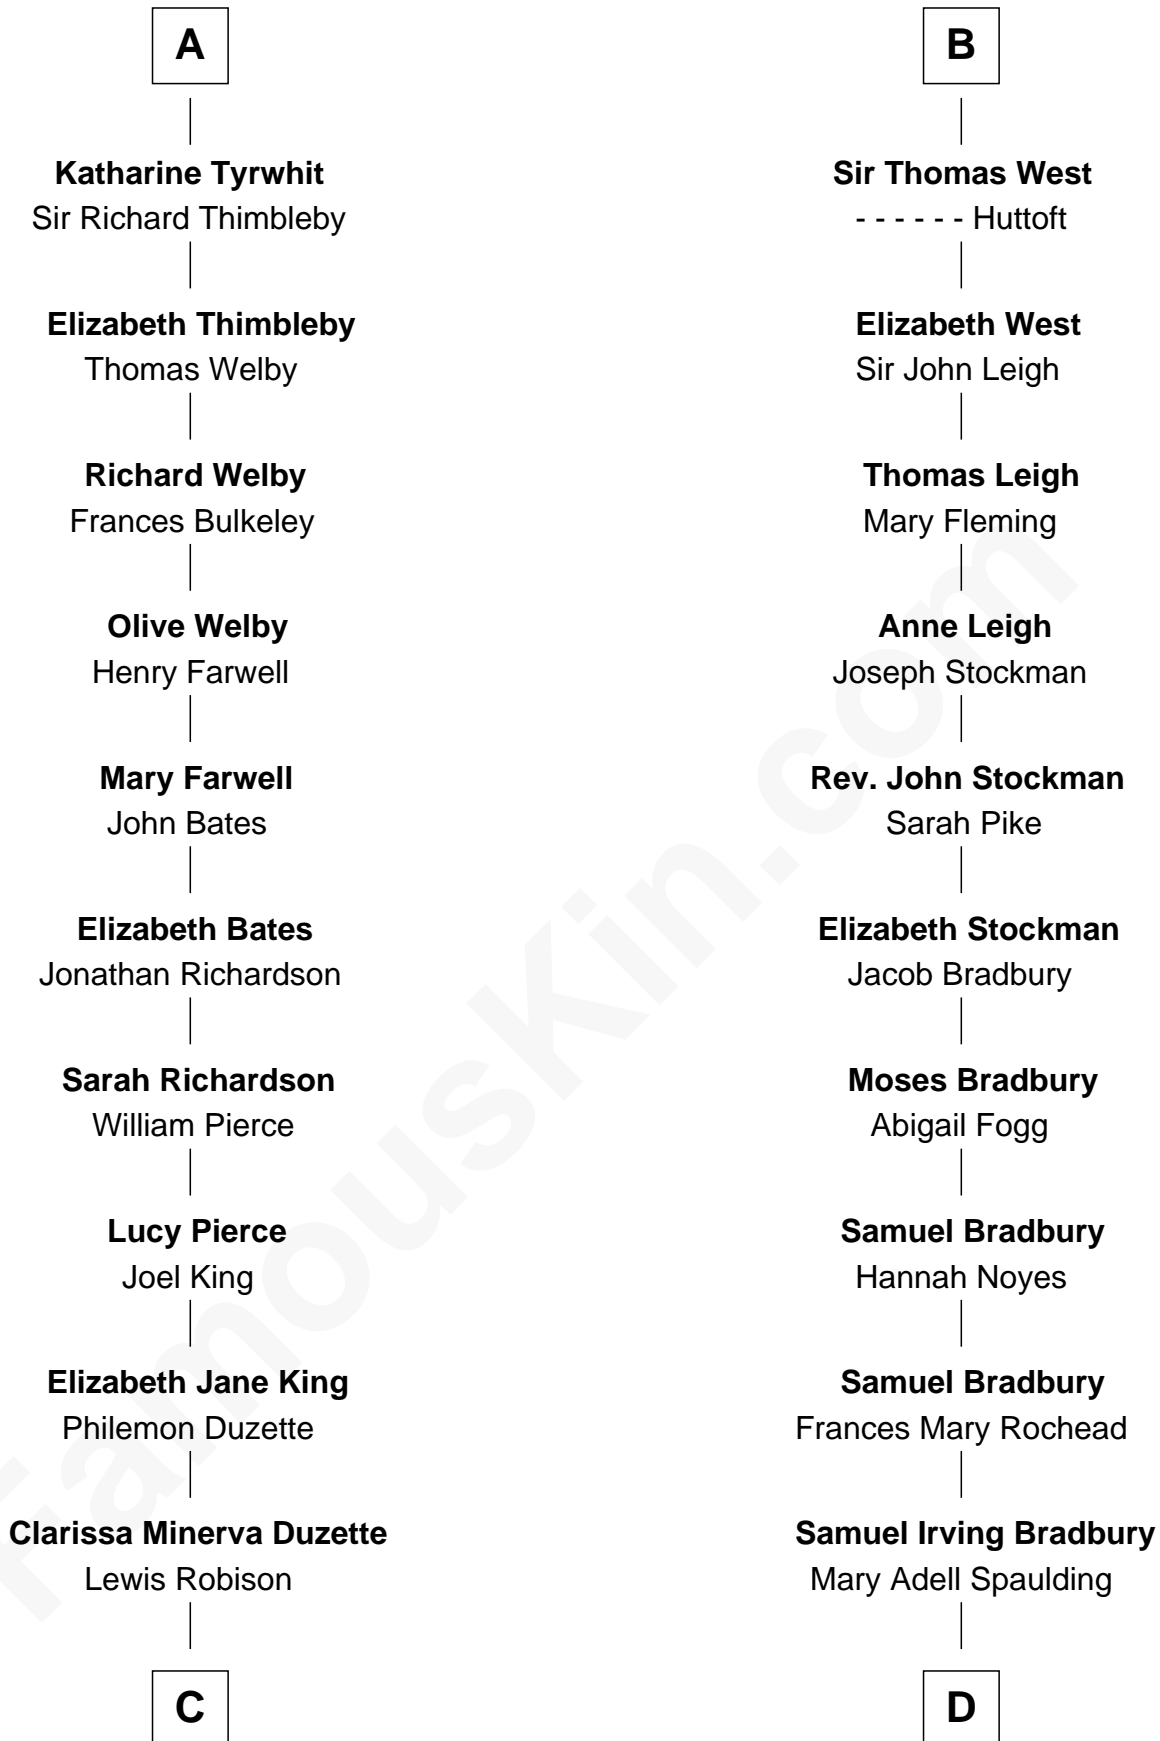 A
Katharine Tyrwhit
Sir Richard Thimbleby
Elizabeth Thimbleby
Thomas Welby
Richard Welby
Frances Bulkeley
Olive Welby
Henry Farwell
Mary Farwell
John Bates
Elizabeth Bates
Jonathan Richardson
Sarah Richardson
William Pierce
Lucy Pierce
Joel King
Elizabeth Jane King
Philemon Duzette
Clarissa Minerva Duzette
Lewis Robison
C
B
Sir Thomas West
- - - - - - Huttoft
Elizabeth West
Sir John Leigh
Thomas Leigh
Mary Fleming
Anne Leigh
Joseph Stockman
Rev. John Stockman
Sarah Pike
Elizabeth Stockman
Jacob Bradbury
Moses Bradbury
Abigail Fogg
Samuel Bradbury
Hannah Noyes
Samuel Bradbury
Frances Mary Rochead
Samuel Irving Bradbury
Mary Adell Spaulding
D
FamousKin.com